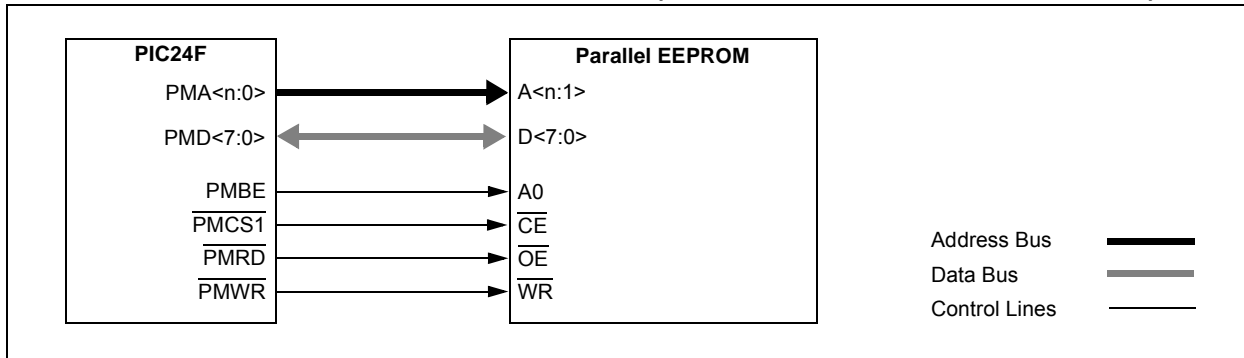 PIC24F
Parallel EEPROM
PMA<n:0>
A<n:1>
PMD<7:0>
D<7:0>
PMBE
A0
PMCS1
CE
PMRD
OE
PMWR
WR
Address Bus
Data Bus
Control Lines